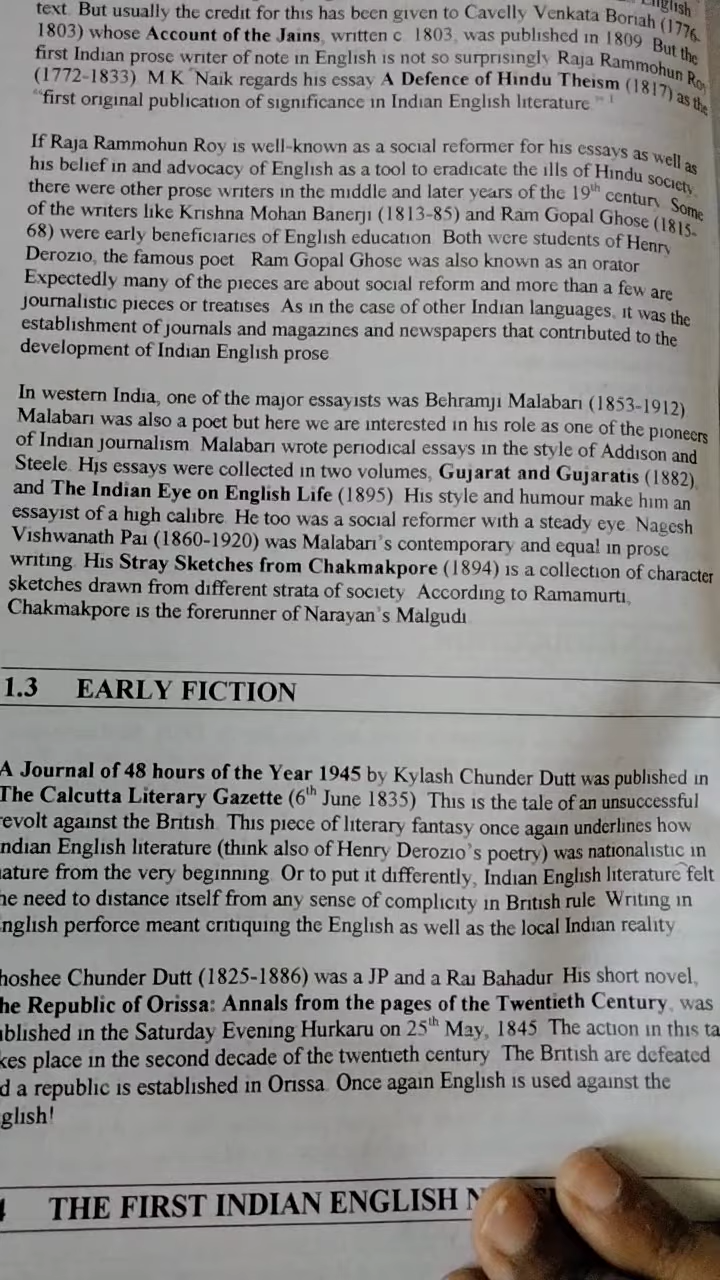 English
text. But usually the credit for this has been given to Cavelly Venkata Boriah (1776-
1803) whose Account of the Jains, written c 1803, was published in 1809 But the
first Indian prose writer of note in English is not so surprisingly Raja Rammohun Roy
(1772-1833) M K Naik regards his essay A Defence of Hindu Theism (1817) as the
"first original publication of significance in Indian English literature " 1
If Raja Rammohun Roy is well-known as a social reformer for his essays as well as
his belief in and advocacy of English as a tool to eradicate the ills of Hindu society,
there were other prose writers in the middle and later years of the 19th century Some
of the writers like Krishna Mohan Banerji (1813-85) and Ram Gopal Ghose (1815-
68) were early beneficiaries of English education Both were students of Henry
Derozio, the famous poet Ram Gopal Ghose was also known as an orator
Expectedly many of the pieces are about social reform and more than a few are
journalistic pieces or treatises As in the case of other Indian languages, it was the
establishment of journals and magazines and newspapers that contributed to the
development of Indian English prose
In western India, one of the major essayists was Behramji Malabari (1853-1912)
Malabari was also a poet but here we are interested in his role as one of the pioneers
of Indian journalism Malabari wrote periodical essays in the style of Addison and
Steele His essays were collected in two volumes, Gujarat and Gujaratis (1882),
and The Indian Eye on English Life (1895) His style and humour make him an
essayist of a high calibre He too was a social reformer with a steady eye Nagesh
Vishwanath Pai (1860-1920) was Malabari's contemporary and equal in prose
writing His Stray Sketches from Chakmakpore (1894) is a collection of character
sketches drawn from different strata of society According to Ramamurti,
Chakmakpore is the forerunner of Narayan's Malgudi
1.3 EARLY FICTION
A Journal of 48 hours of the Year 1945 by Kylash Chunder Dutt was published in
The Calcutta Literary Gazette (6th June 1835) This is the tale of an unsuccessful
revolt against the British This piece of literary fantasy once again underlines how
ndian English literature (think also of Henry Derozio's poetry) was nationalistic in
ature from the very beginning Or to put it differently, Indian English literature felt
he need to distance itself from any sense of complicity in British rule Writing in
nglish perforce meant critiquing the English as well as the local Indian reality
hoshee Chunder Dutt (1825-1886) was a JP and a Rai Bahadur His short novel,
he Republic of Orissa: Annals from the pages of the Twentieth Century, was
blished in the Saturday Evening Hurkaru on 25th May, 1845 The action in this ta
kes place in the second decade of the twentieth century The British are defeated
d a republic is established in Orissa Once again English is used against the
glish!
THE FIRST INDIAN ENGLISH